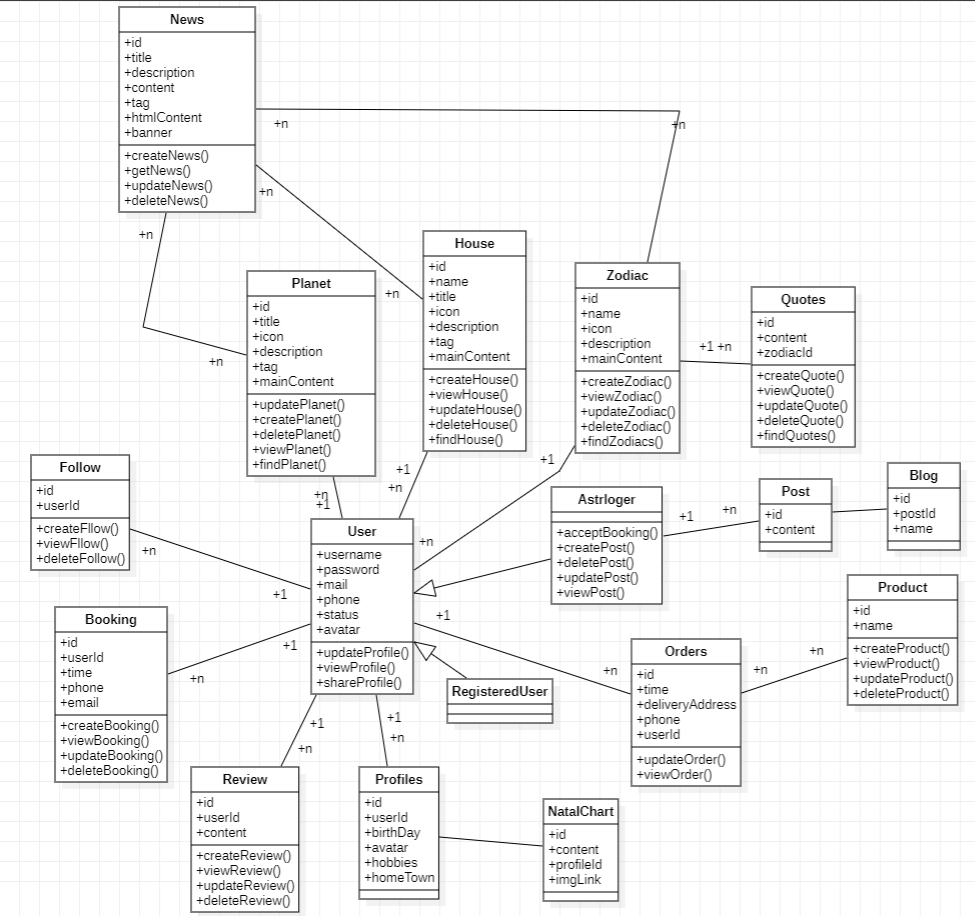 News
+id
+title
+description
+content
+tag
+htmlContent
+banner
+createNews()
+getNews()
+updateNews()
+deleteNews()
+n
+n
+n
+n
+n
+n
House
+id
+name
+title
+icon
+description
+tag
+mainContent
+createHouse()
+viewHouse()
+updateHouse()
+deleteHouse()
+findHouse()
Planet
+id
+title
+icon
+description
+tag
+mainContent
+updatePlanet()
+createPlanet()
+deletePlanet()
+viewPlanet()
+findPlanet()
Zodiac
+id
+name
+icon
+description
+mainContent
+createZodiac()
+viewZodiac()
+updateZodiac()
+deleteZodiac()
+findZodiacs()
+1 +n
Quotes
+id
+content
+zodiacId
+createQuote()
+viewQuote()
+updateQuote()
+deleteQuote()
+findQuotes()
+1
+n
+n
+1
+1
+n
Follow
+id
+userId
+createFllow()
+viewFllow()
+deleteFollow()
+n
+1
User
+username
+password
+mail
+phone
+status
+avatar
+updateProfile()
+viewProfile()
+shareProfile()
Astrloger
+acceptBooking()
+createPost()
+deletePost()
+updatePost()
+viewPost()
+1
+n
Post
+id
+content
Blog
+id
+postId
+name
Booking
+id
+userId
+time
+phone
+email
+createBooking()
+viewBooking()
+updateBooking()
+deleteBooking()
+1
+n
RegisteredUser
+1
+n
Orders
+id
+time
+deliveryAddress
+phone
+userId
+updateOrder()
+viewOrder()
+n
+n
Product
+id
+name
+createProduct()
+viewProduct()
+updateProduct()
+deleteProduct()
+1
+n
+1
+n
Review
+id
+userId
+content
+createReview()
+viewReview()
+updateReview()
+deleteReview()
Profiles
+id
+userId
+birthDay
+avatar
+hobbies
+homeTown
NatalChart
+id
+content
+profileId
+imgLink